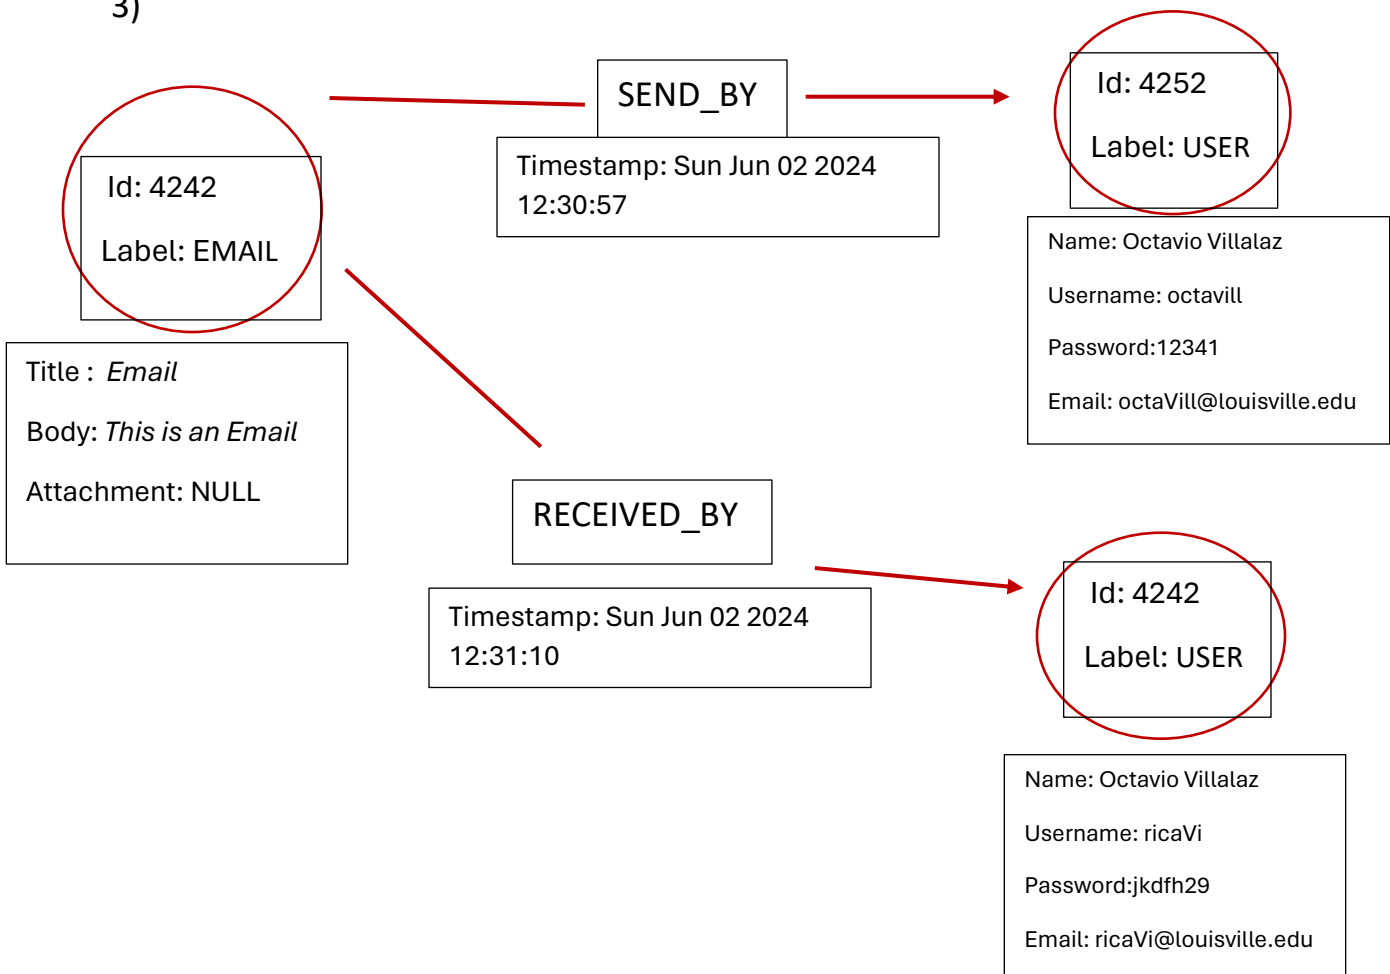 3)
SEND_BY
Timestamp: Sun Jun 02 2024
12:30:57
Id: 4252
Label: USER
Name: Octavio Villalaz
Username: octavill
Password:12341
Email: octaVill@louisville.edu
Id: 4242
Label: EMAIL
Title : Email
Body: This is an Email
Attachment: NULL
RECEIVED_BY
Timestamp: Sun Jun 02 2024
12:31:10
Id: 4242
Label: USER
Name: Octavio Villalaz
Username: ricaVi
Password:jkdfh29
Email: ricaVi@louisville.edu